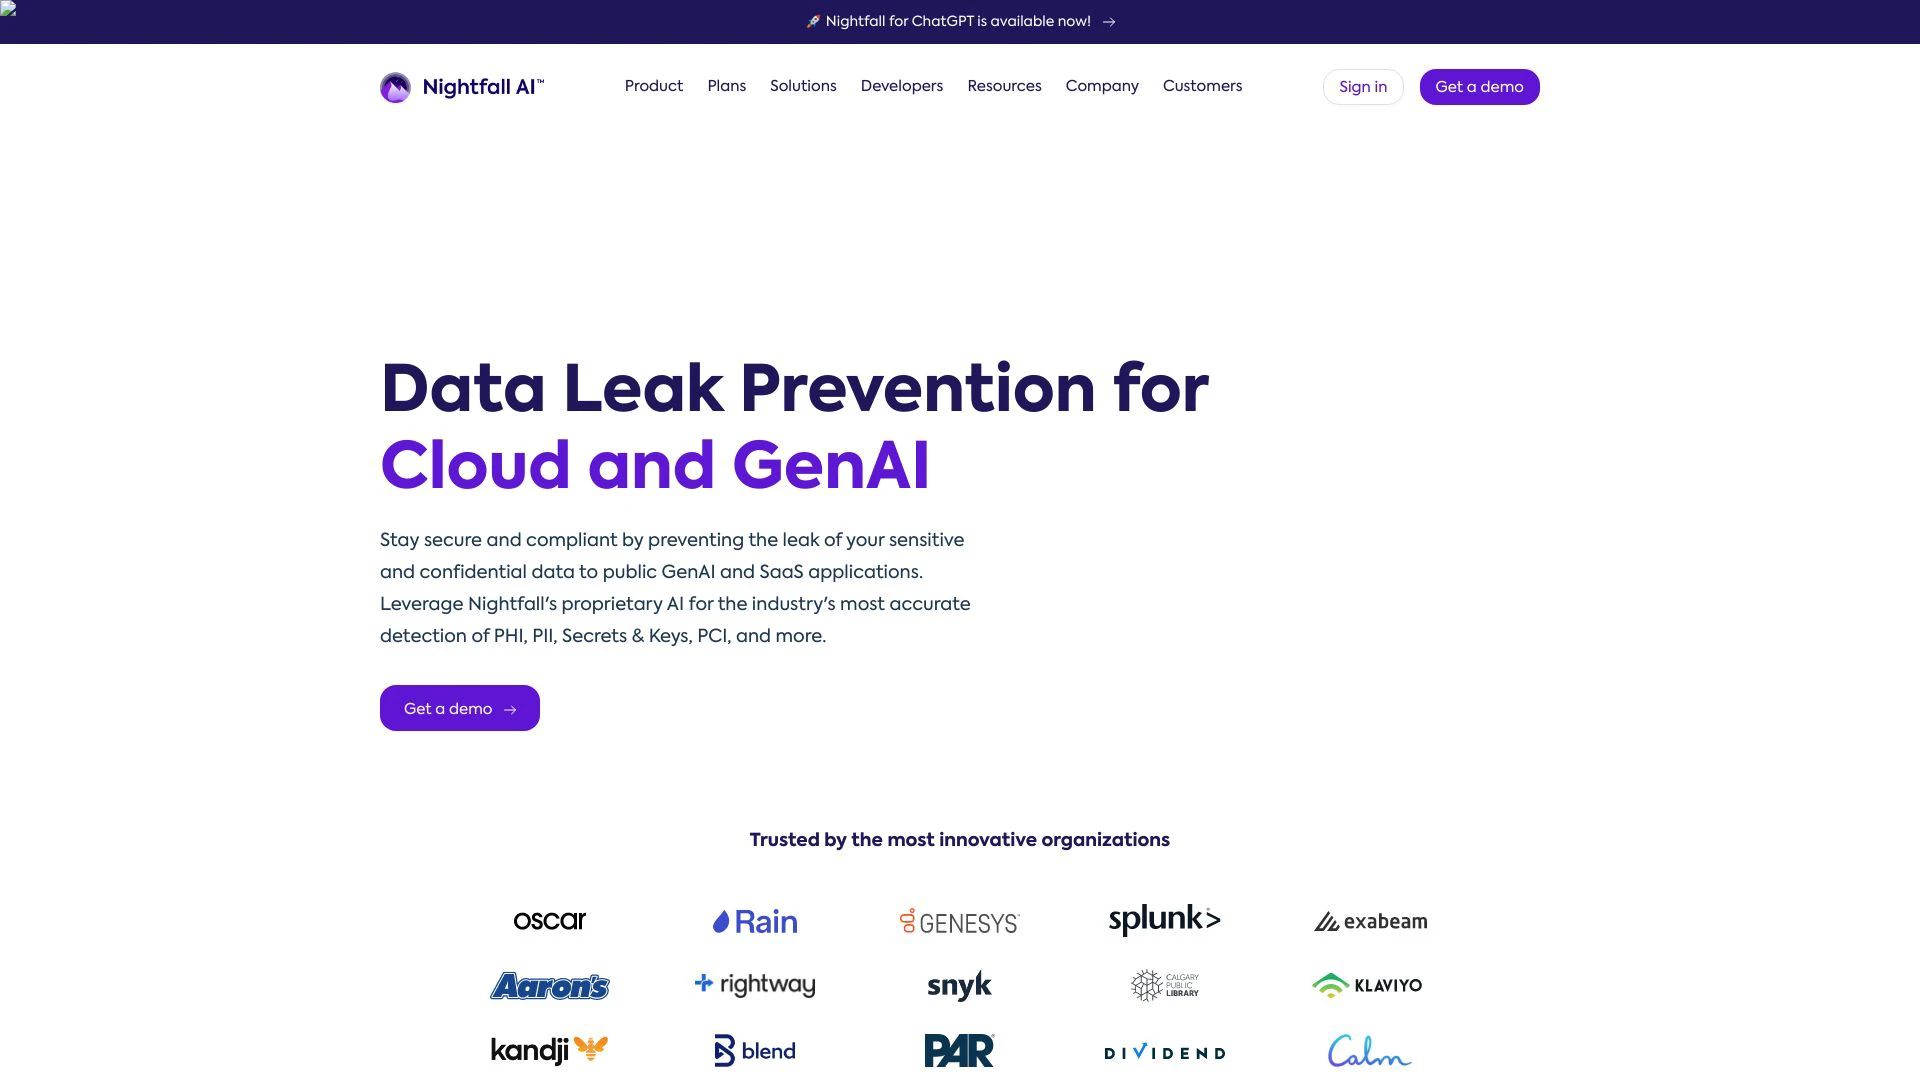 🚀 Nightfall for ChatGPT is available now! →
Nightfall AI™
Product Plans Solutions Developers Resources Company Customers
Sign in
Get a demo
Data Leak Prevention for
Cloud and GenAI
Stay secure and compliant by preventing the leak of your sensitive
and confidential data to public GenAI and SaaS applications.
Leverage Nightfall's proprietary AI for the industry's most accurate
detection of PHI, PII, Secrets & Keys, PCI, and more.
Get a demo →
Trusted by the most innovative organizations
oscar Rain GENESYS splunk> exabeam
Aaron's rightway snyk CALGARY PUBLIC LIBRARY KLAVIYO
kandji blend PAR DIVIDEND Calm